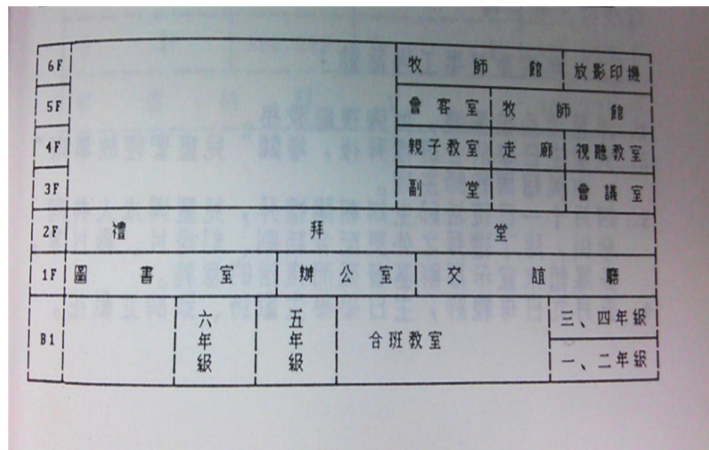 6F 牧師館 放影印機
5F 會客室 牧師館
4F 親子教室 走廊 視聽教室
3F 副堂 會議室
2F 禮拜堂
1F 圖書室 辦公室 交誼廳
B1 六年級 五年級 合班教室 三、四年級
一、二年級